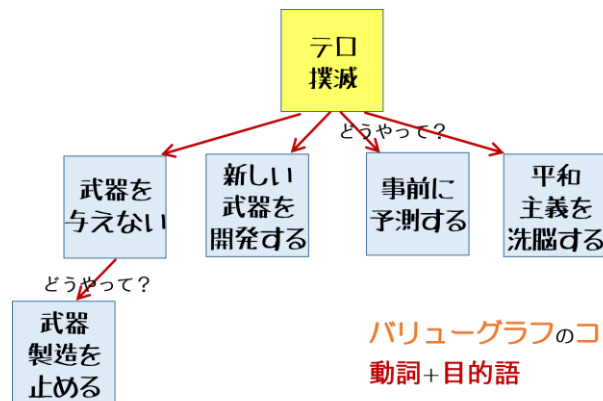 テロ
撲滅
どうやって？
武器を
与えない
新しい
武器を
開発する
事前に
予測する
平和
主義を
洗脳する
どうやって？
武器
製造を
止める
バリューグラフのコ
動詞+目的語